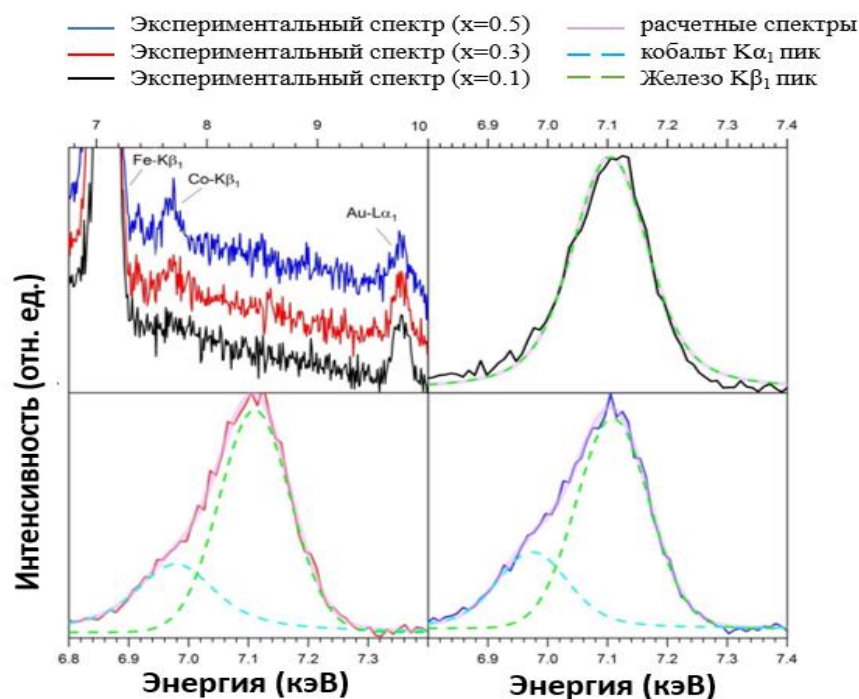 Экспериментальный спектр (x=0.5)
Экспериментальный спектр (x=0.3)
Экспериментальный спектр (x=0.1)
расчетные спектры
кобальт Kα₁ пик
Железо Kβ₁ пик
7 8 9 10
6.9 7.0 7.1 7.2 7.3 7.4
Fe-Kβ₁
Co-Kβ₁
Au-Lα₁
Интенсивность (отн. ед.)
6.8 6.9 7.0 7.1 7.2 7.3
6.9 7.0 7.1 7.2 7.3 7.4
Энергия (кэВ)
Энергия (кэВ)